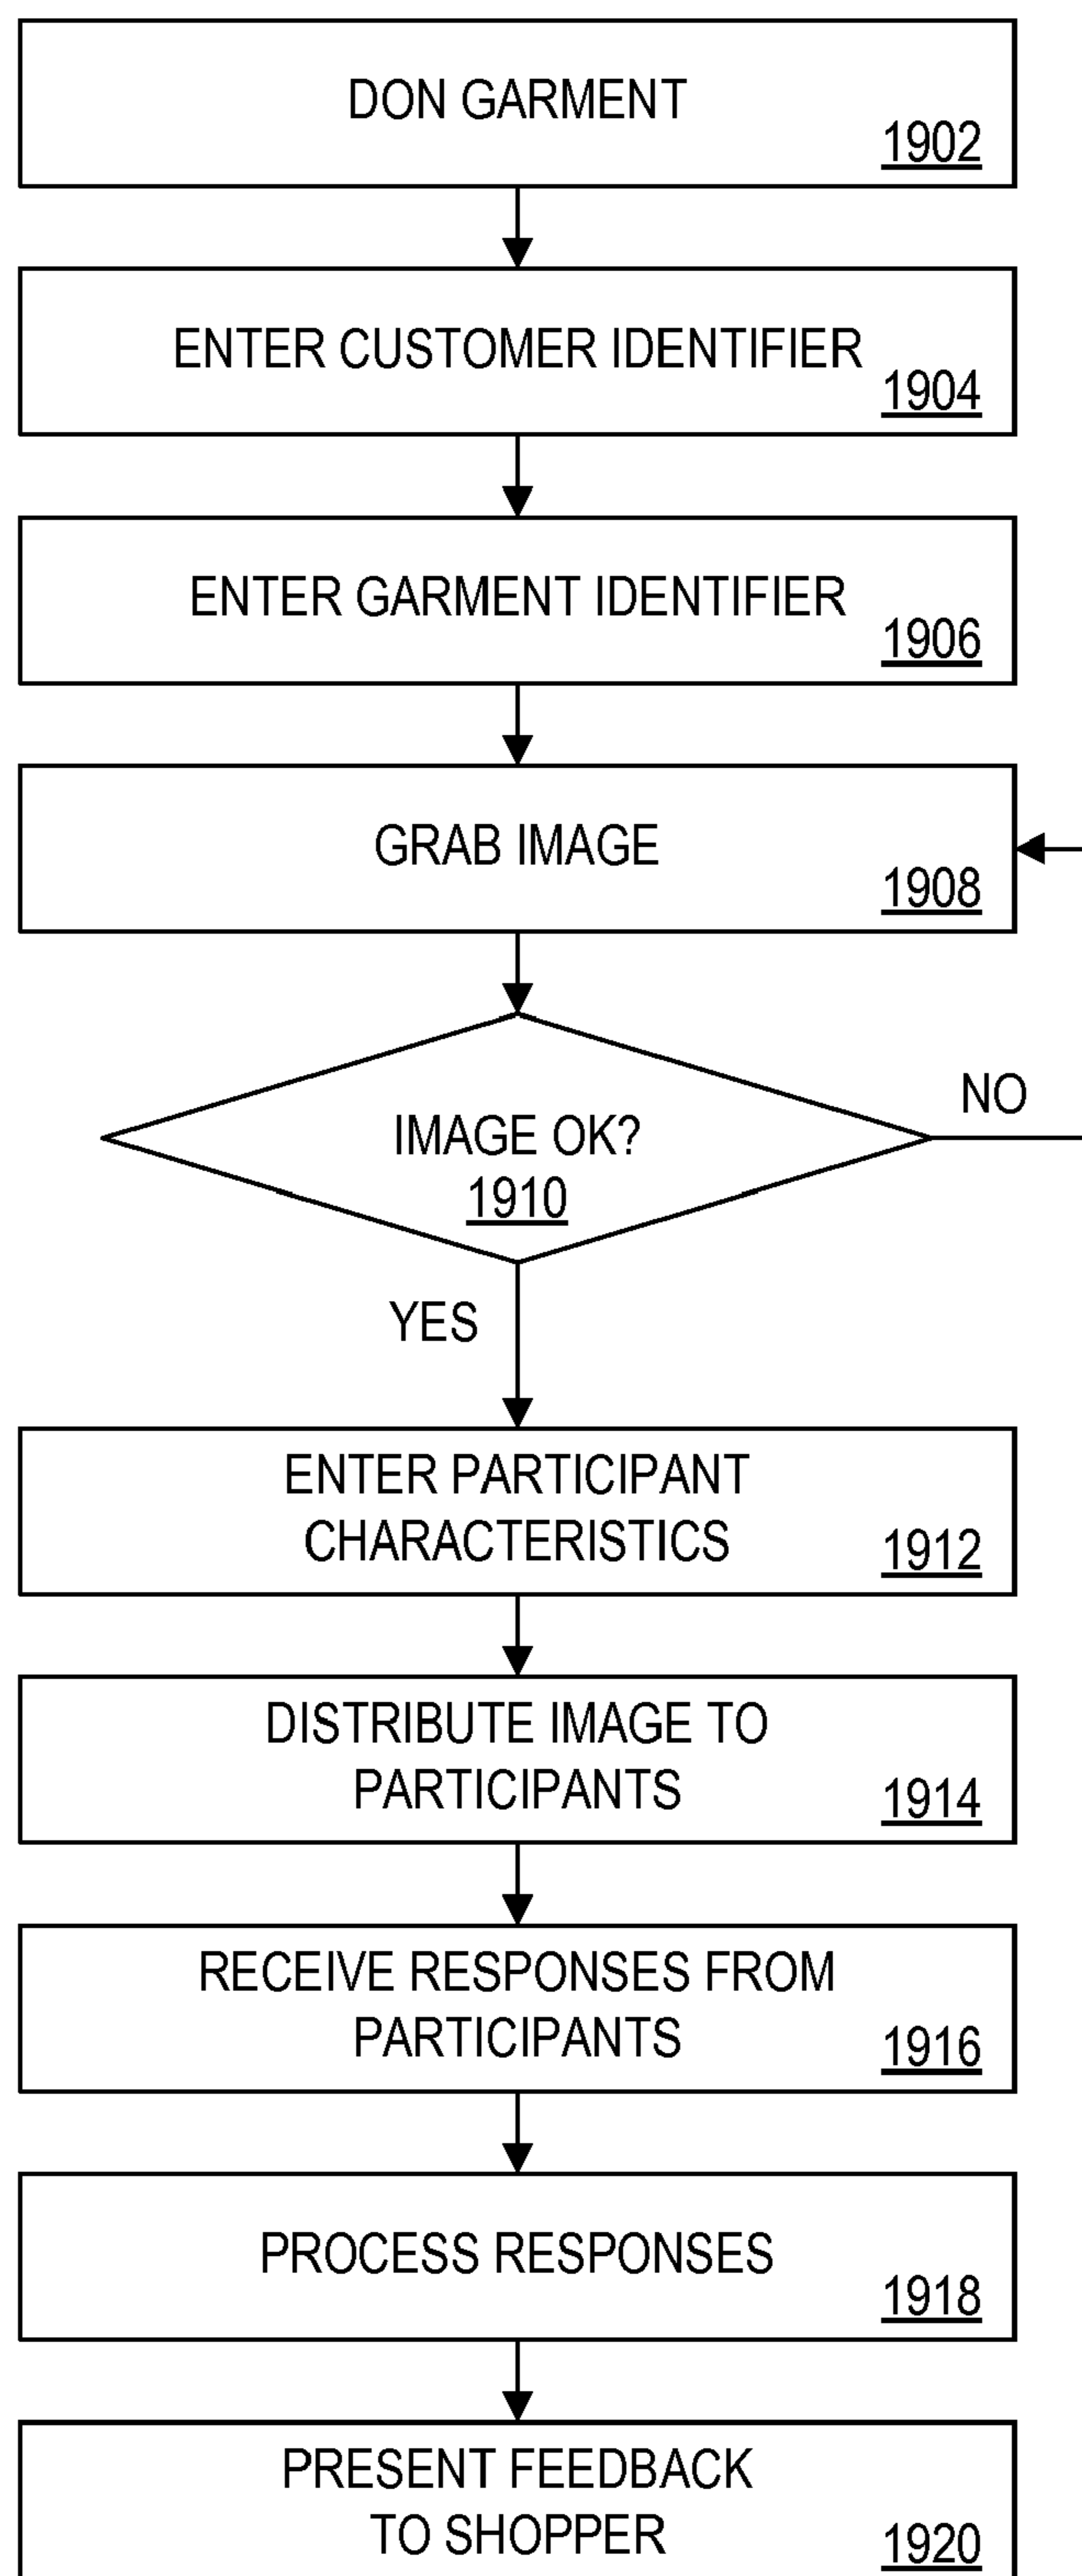 DON GARMENT
1902
ENTER CUSTOMER IDENTIFIER
1904
ENTER GARMENT IDENTIFIER
1906
GRAB IMAGE
1908
IMAGE OK?
1910
NO
YES
ENTER PARTICIPANT
CHARACTERISTICS
1912
DISTRIBUTE IMAGE TO
PARTICIPANTS
1914
RECEIVE RESPONSES FROM
PARTICIPANTS
1916
PROCESS RESPONSES
1918
PRESENT FEEDBACK
TO SHOPPER
1920